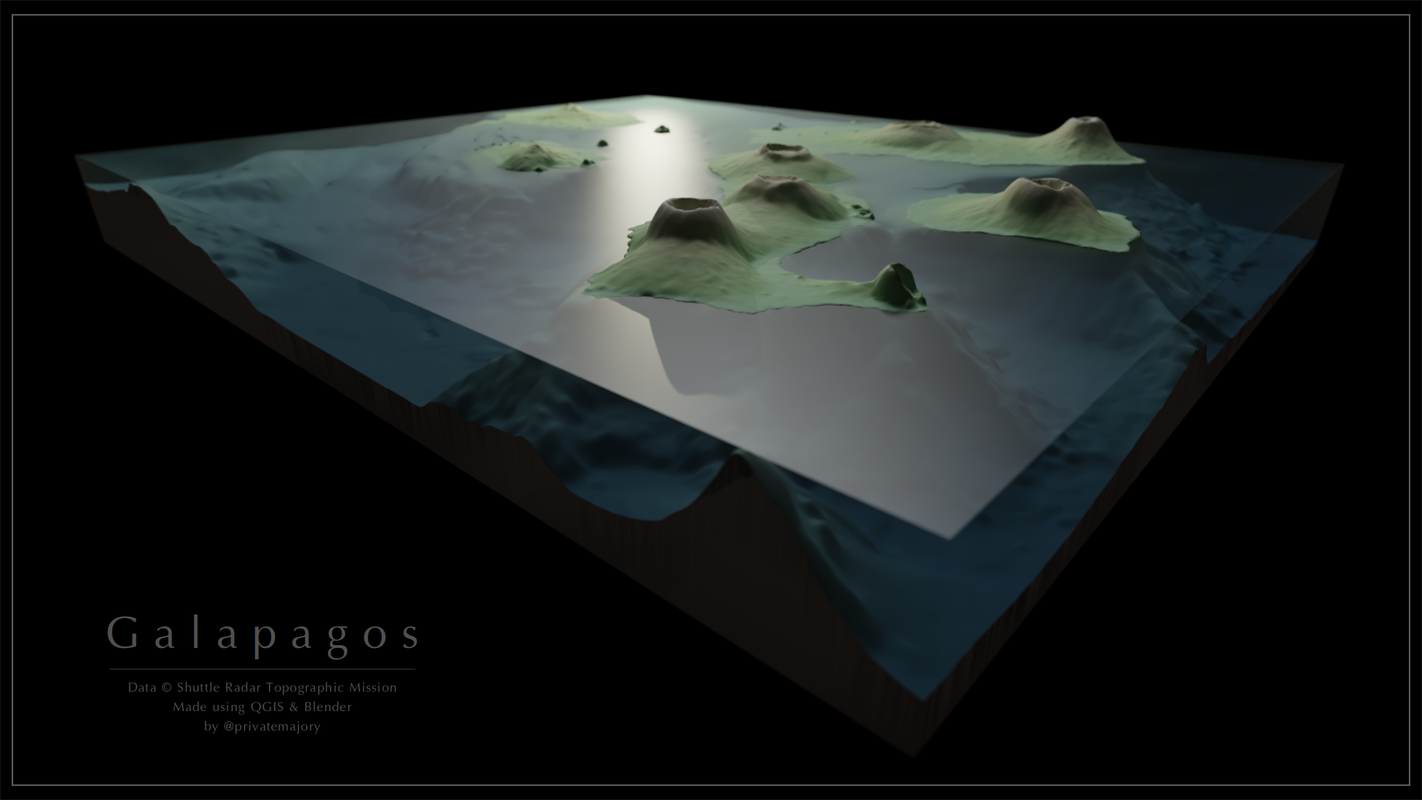 Galapagos
Data © Shuttle Radar Topographic Mission
Made using QGIS & Blender
by @privatemajory